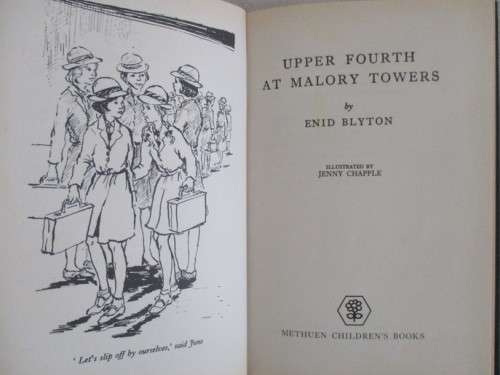 'Let's slip off by ourselves,' said June
UPPER FOURTH
AT MALORY TOWERS
by
ENID BLYTON
ILLUSTRATED BY
JENNY CHAPPLE
METHUEN CHILDREN'S BOOKS